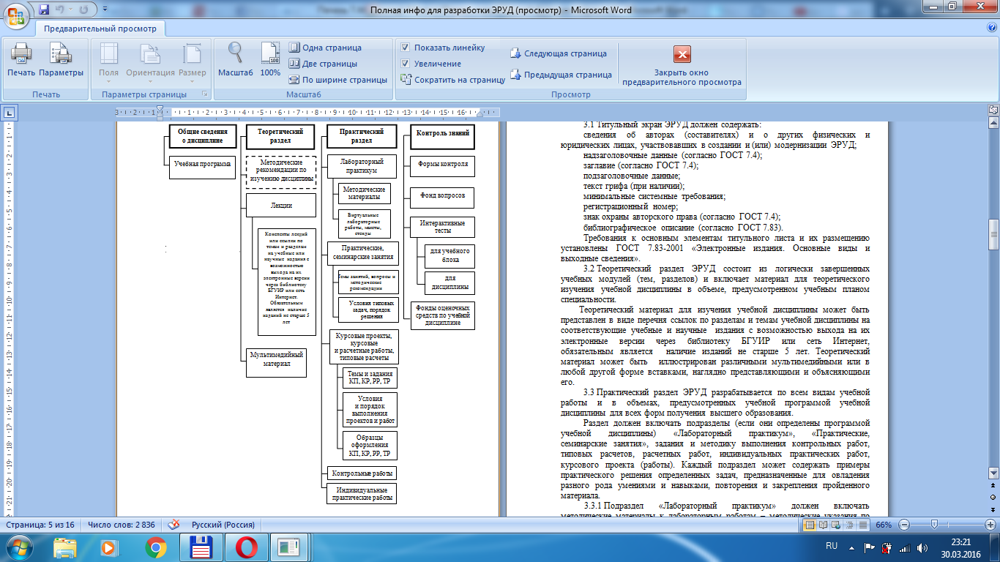 Полная инфо для разработки ЭРУД (просмотр) - Microsoft Word
Предварительный просмотр
Печать
Параметры
Печать
Поля
Ориентация
Размер
Параметры страницы
Масштаб
100%
Одна страница
Две страницы
По ширине страницы
Масштаб
Показать линейку
Увеличение
Сократить на страницу
Следующая страница
Предыдущая страница
Закрыть окно
предварительного просмотра
Просмотр
Общие сведения
о дисциплине
Учебная программа
Теоретический
раздел
Методические
рекомендации по
изучению дисциплины
Лекции
Конспекты лекций
или ссылки по
темам и разделам
на учебные или
научные издания с
возможностью
выхода на их
электронные версии
через библиотеку
БГУИР или сеть
Интернет.
Обязательным
является наличие
изданий не старше 5
лет
Мультимедийный
материал
Практический
раздел
Лабораторный
практикум
Методические
материалы
Виртуальные
лабораторные
работы, макеты,
стенды
Практические,
семинарские занятия
Темы занятий, вопросы и
методические
рекомендации
Условия типовых
задач, порядок
решения
Курсовые проекты,
курсовые
и расчетные работы,
типовые расчеты
Темы и задания
КП, КР, РР, ТР
Условия
и порядок
выполнения
проектов и работ
Образцы
оформления
КП, КР, РР, ТР
Контрольные работы
Индивидуальные
практические работы
Контроль знаний
Формы контроля
Фонд вопросов
Интерактивные
тесты
для учебного
блока
для
дисциплины
Фонды оценочных
средств по учебной
дисциплине
3.1 Титульный экран ЭРУД должен содержать:
сведения об авторах (составителях) и о других физических и
юридических лицах, участвовавших в создании и (или) модернизации ЭРУД;
надзаголовочные данные (согласно ГОСТ 7.4);
заглавие (согласно ГОСТ 7.4);
подзаголовочные данные;
текст грифа (при наличии);
минимальные системные требования;
регистрационный номер;
знак охраны авторского права (согласно ГОСТ 7.4);
библиографическое описание (согласно ГОСТ 7.83).
Требования к основным элементам титульного листа и их размещению
установлены ГОСТ 7.83-2001 «Электронные издания. Основные виды и
выходные сведения».
3.2 Теоретический раздел ЭРУД состоит из логически завершенных
учебных модулей (тем, разделов) и включает материал для теоретического
изучения учебной дисциплины в объеме, предусмотренном учебным планом
специальности.
Теоретический материал для изучения учебной дисциплины может быть
представлен в виде перечня ссылок по разделам и темам учебной дисциплины на
соответствующие учебные и научные издания с возможностью выхода на их
электронные версии через библиотеку БГУИР или сеть Интернет,
обязательным является наличие изданий не старше 5 лет. Теоретический
материал может быть иллюстрирован различными мультимедийными или в
любой другой форме вставками, наглядно представляющими и объясняющими
его.
3.3 Практический раздел ЭРУД разрабатывается по всем видам учебной
работы и в объемах, предусмотренных учебной программой учебной
дисциплины для всех форм получения высшего образования.
Раздел должен включать подразделы (если они определены программой
учебной дисциплины) «Лабораторный практикум», «Практические,
семинарские занятия», задания и методику выполнения контрольных работ,
типовых расчетов, расчетных работ, индивидуальных практических работ,
курсового проекта (работы). Каждый подраздел может содержать примеры
практического решения определенных задач, предназначенные для овладения
разного рода умениями и навыками, повторения и закрепления пройденного
материала.
3.3.1 Подраздел «Лабораторный практикум» должен включать
методические материалы к лабораторным работам – методические указания по
Страница: 5 из 16
Число слов: 2 836
Русский (Россия)
66%
RU
23:21
30.03.2016